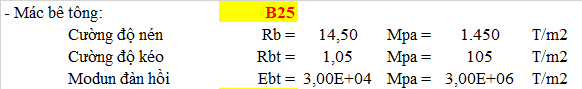 - Mác bê tông: B25
Cường độ nén Rb = 14,50 Mpa = 1.450 T/m2
Cường độ kéo Rbt = 1,05 Mpa = 105 T/m2
Modun đàn hồi Ebt = 3,00E+04 Mpa = 3,00E+06 T/m2